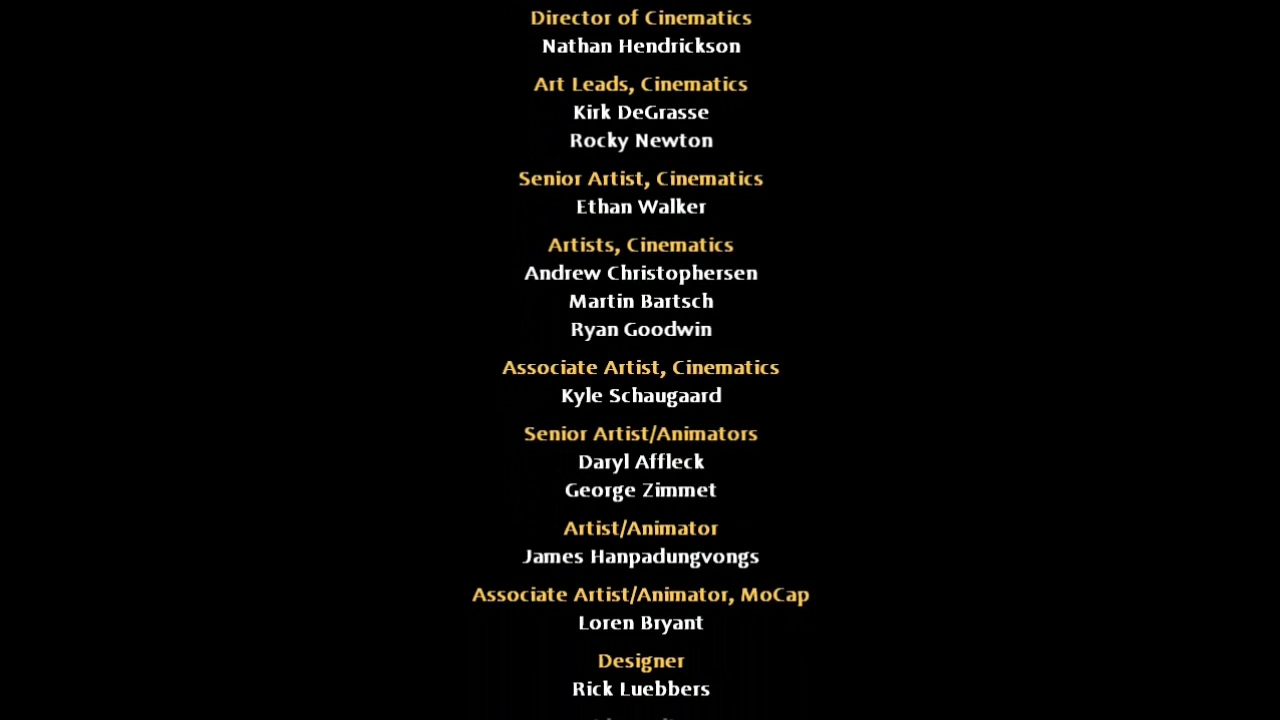 Director of Cinematics
Nathan Hendrickson
Art Leads, Cinematics
Kirk DeGrasse
Rocky Newton
Senior Artist, Cinematics
Ethan Walker
Artists, Cinematics
Andrew Christophersen
Martin Bartsch
Ryan Goodwin
Associate Artist, Cinematics
Kyle Schaugaard
Senior Artist/Animators
Daryl Affleck
George Zimmet
Artist/Animator
James Hanpadungvongs
Associate Artist/Animator, MoCap
Loren Bryant
Designer
Rick Luebbers